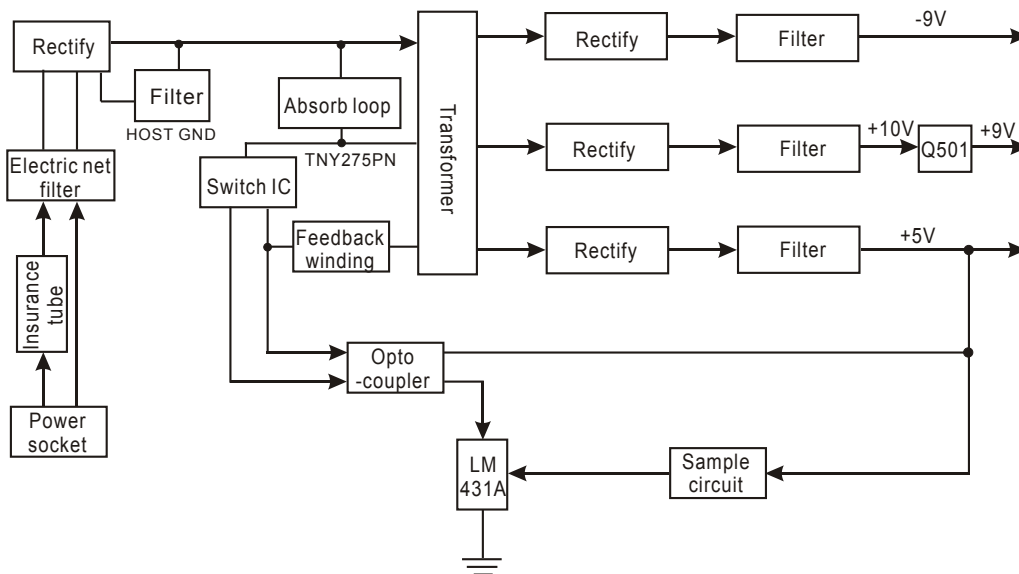 Rectify
Filter
HOST GND
Electric net
filter
Insurance
tube
Power
socket
Absorb loop
TNY275PN
Switch IC
Feedback
winding
Transformer
Rectify
Filter
-9V
Rectify
Filter
+10V
Q501
+9V
Rectify
Filter
+5V
Opto
-coupler
LM
431A
Sample
circuit